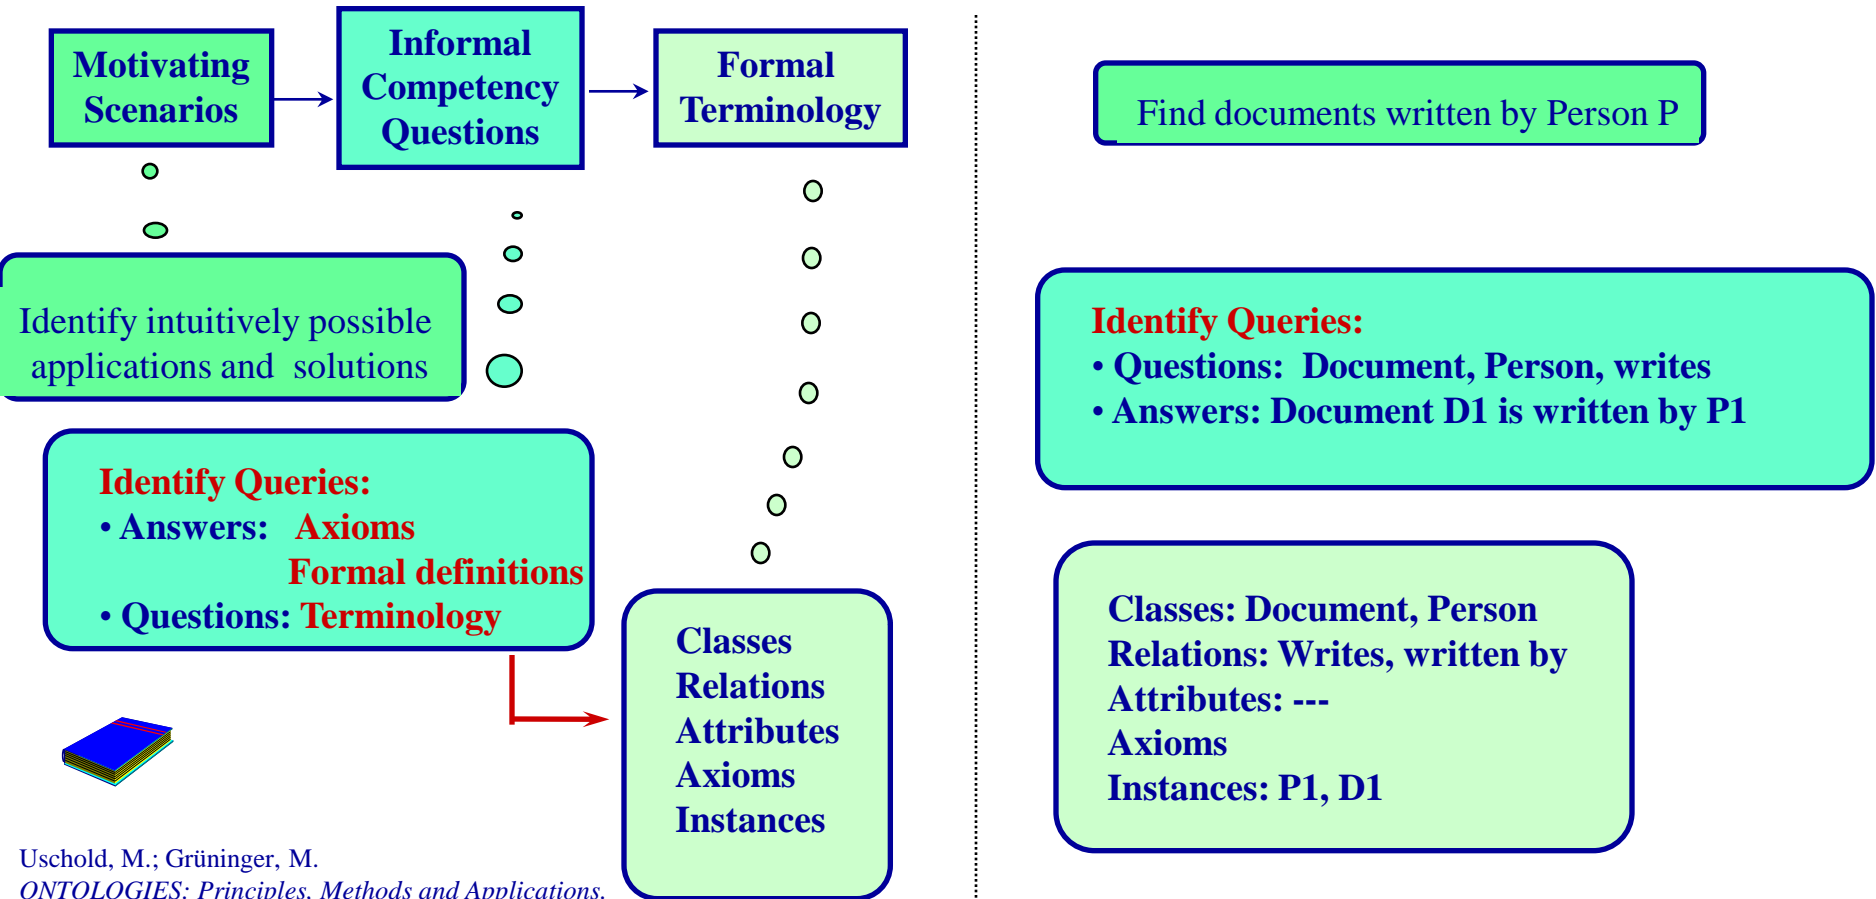 Motivating
Scenarios
Informal
Competency
Questions
Formal
Terminology
Identify intuitively possible
applications and solutions
Identify Queries:
• Answers: Axioms
Formal definitions
• Questions: Terminology
Classes
Relations
Attributes
Axioms
Instances
Uschold, M.; Grüninger, M.
ONTOLOGIES: Principles, Methods and Applications.
Find documents written by Person P
Identify Queries:
• Questions: Document, Person, writes
• Answers: Document D1 is written by P1
Classes: Document, Person
Relations: Writes, written by
Attributes: ---
Axioms
Instances: P1, D1